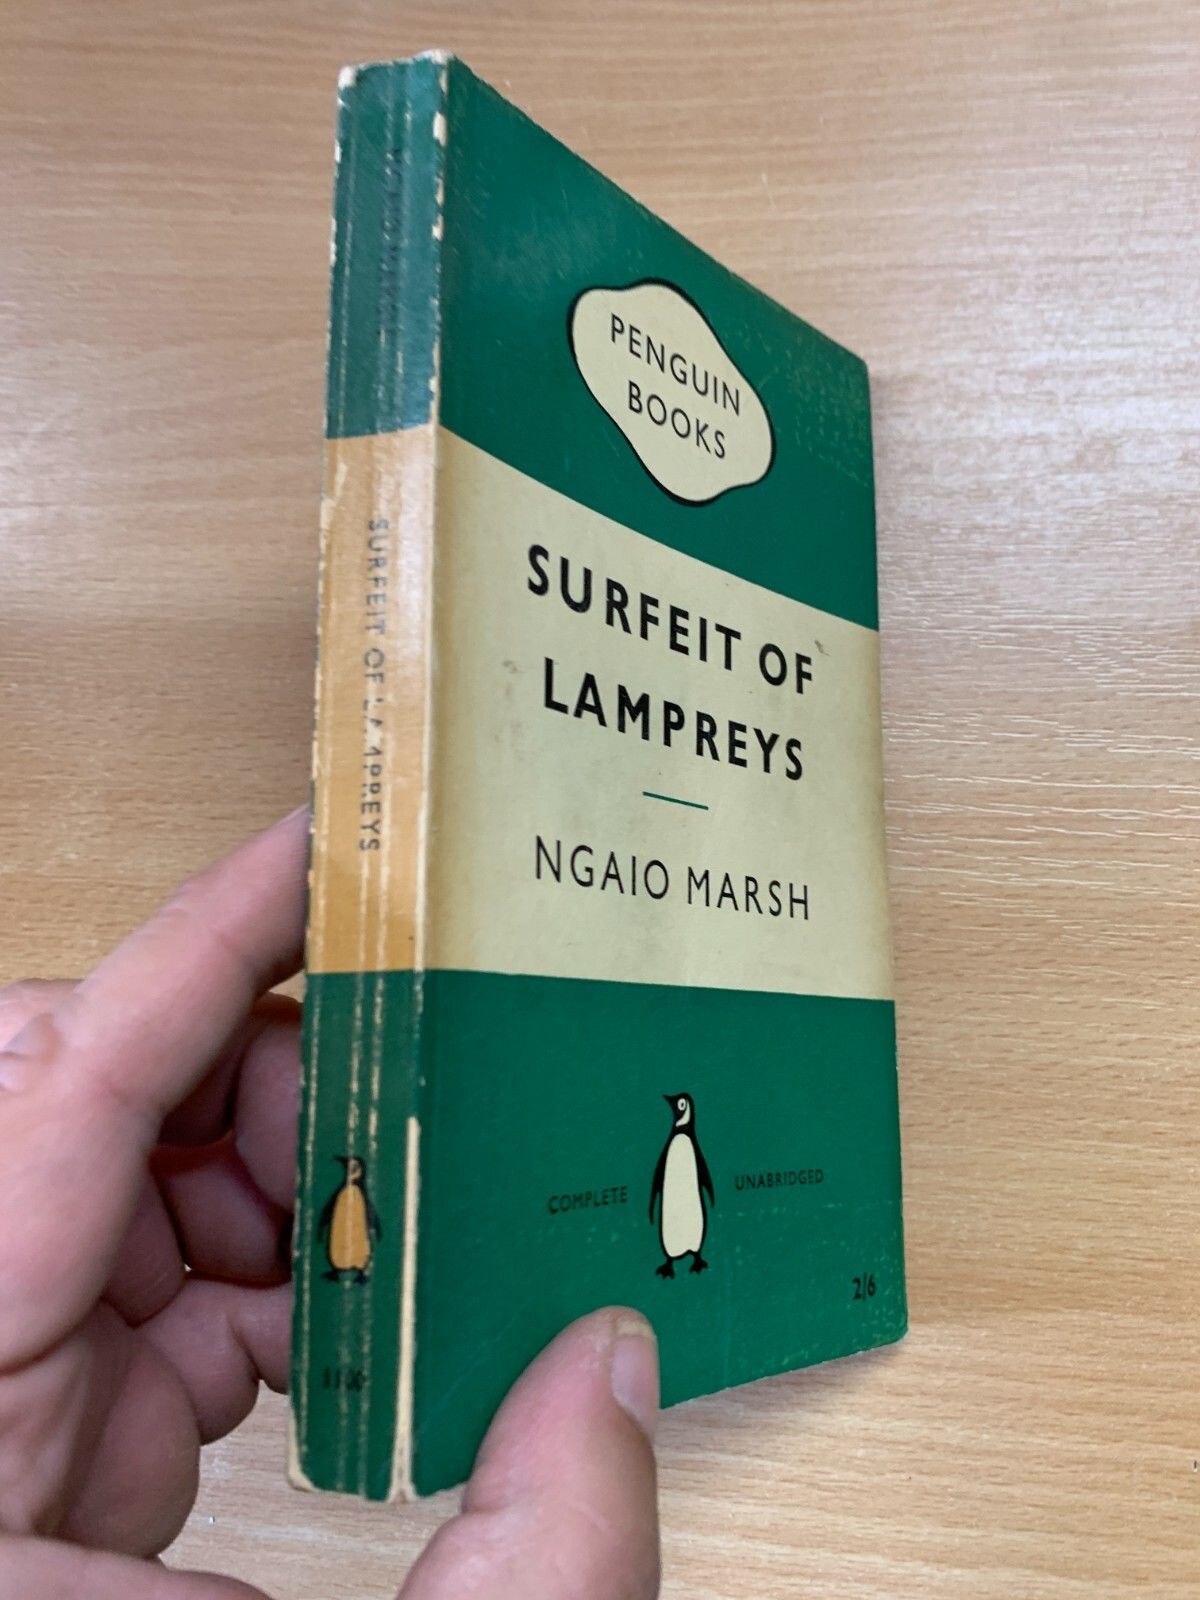 PENGUIN
BOOKS
SURFEIT OF
LAMPREYS
NGAIO MARSH
COMPLETE
UNABRIDGED
2/6
SURFEIT OF LAMPREYS